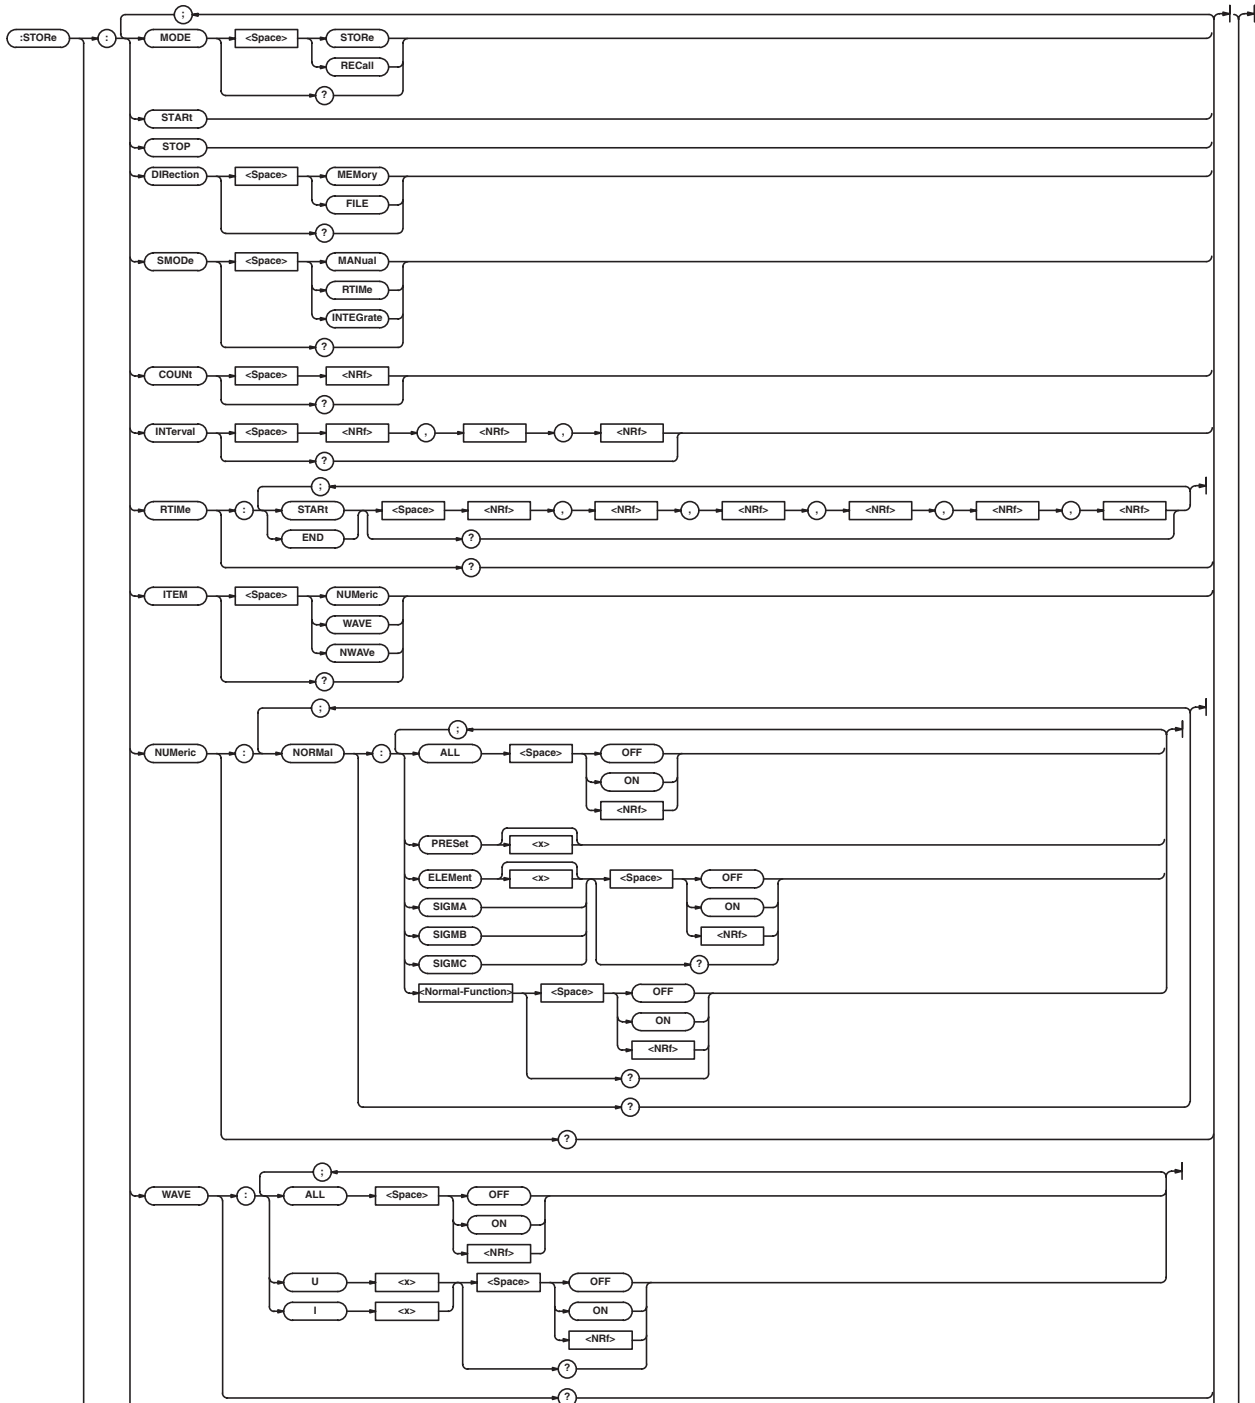 ;
:STORe : MODE <Space> STORe
RECall
?
STARt
STOP
DIRection <Space> MEMory
FILE
?
SMODe <Space> MANual
RTIMe
INTEGrate
?
COUNt <Space> <NRf>
?
INTerval <Space> <NRf> , <NRf> , <NRf>
?
;
RTIMe : STARt <Space> <NRf> , <NRf> , <NRf> , <NRf> , <NRf> , <NRf>
END ?
?
ITEM <Space> NUMeric
WAVE
NWAVe
?
;
;
NUMeric : NORMal : ALL <Space> OFF
ON
<NRf>
PRESet <x>
ELEMent <x> <Space> OFF
SIGMA ON
SIGMB <NRf>
SIGMC ?
<Normal-Function> <Space> OFF
ON
<NRf>
?
?
?
;
WAVE : ALL <Space> OFF
ON
<NRf>
U <x> <Space> OFF
I <x> ON
<NRf>
?
?